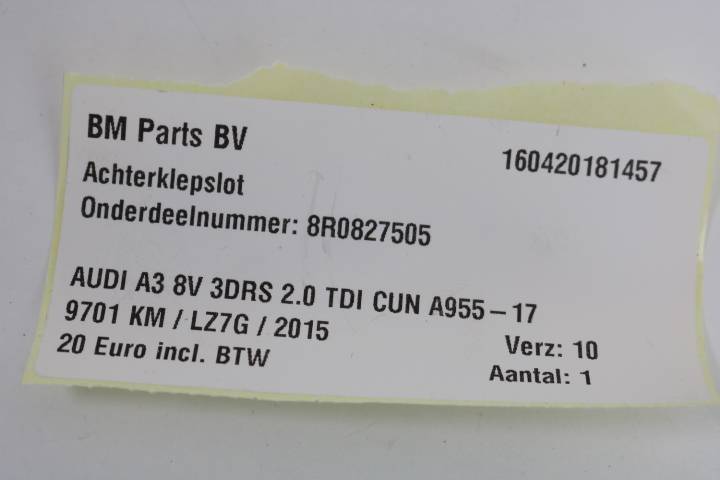 BM Parts BV
160420181457
Achterklepslot
Onderdeelnummer: 8R0827505
AUDI A3 8V 3DRS 2.0 TDI CUN A955-17
9701 KM / LZ7G / 2015
Verz: 10
20 Euro incl. BTW
Aantal: 1